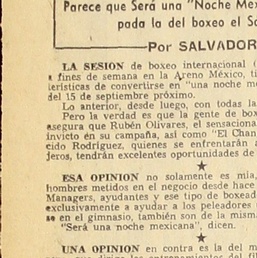 Parece que Será una "Noche Me
pada la del boxeo el S
Por SALVADOR
LA SESION de boxeo internacional (
a fines de semana en la Arena México, ti
terísticas de convertirse en "una noche me
del 15 de septiembre próximo.
Lo anterior, desde luego, con todas la
Pero la verdad es que la gente de box
asegura que Rubén Olivares, el sensaciona
invicto en su campaña, así como "El Chan
cido Rodríguez, quienes se enfrentarán a
jeros, tendrán excelentes oportunidades de
ESA OPINION no solamente es mía,
hombres metidos en el negocio desde hace
Managers, ayudantes y ese tipo de boxead
exclusivamente a ayudar a los peleadores
se en el gimnasio, también son de la misma
"Será una noche mexicana", dicen.
UNA OPINION en contra es la del m